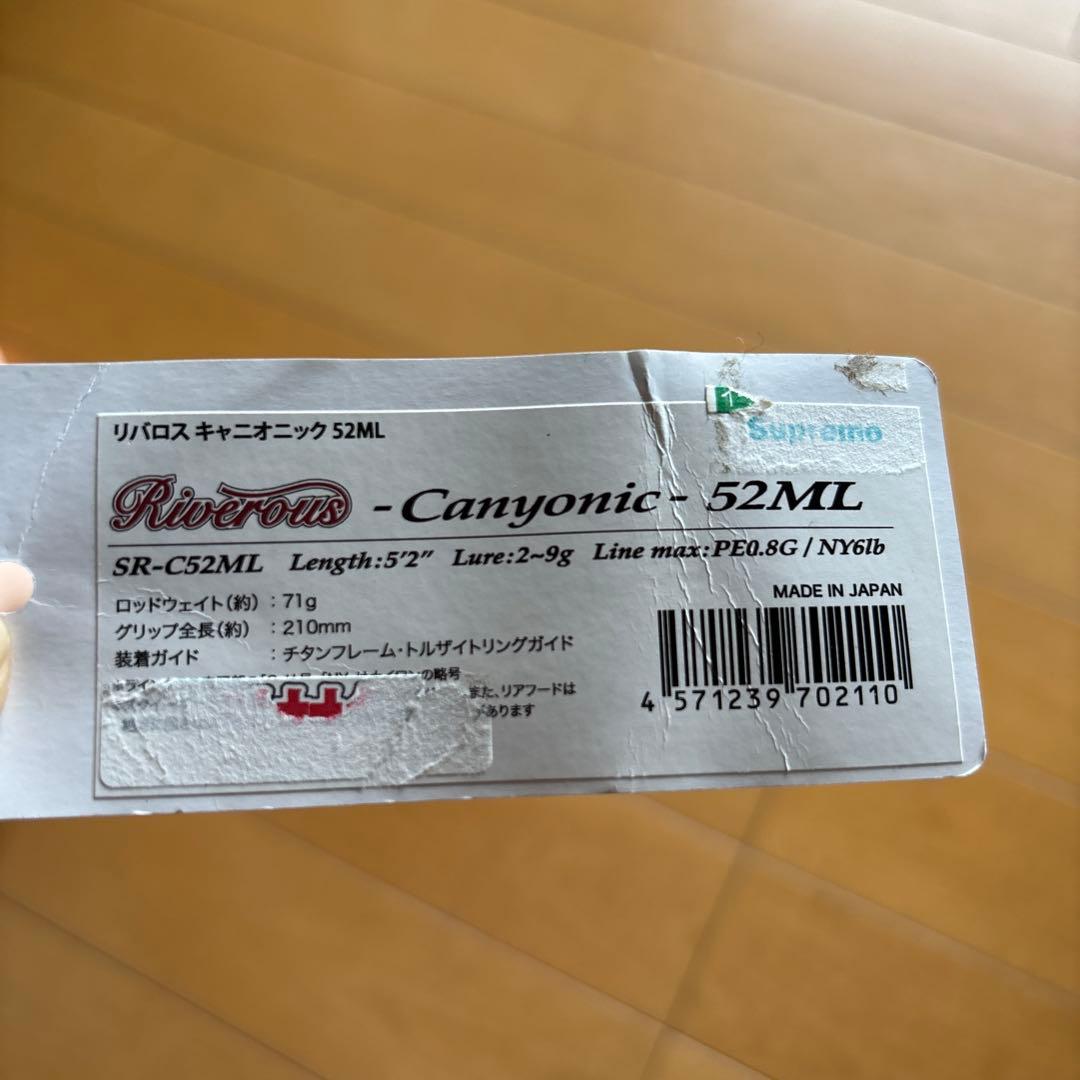 リバロス キャニオニック 52ML
1
Supramo
Riverous -Canyonic- 52ML
SR-C52ML Length:5'2" Lure:2~9g Line max:PE0.8G / NY6lb
ロッドウェイト(約) : 71g
グリップ全長(約) : 210mm
装着ガイド : チタンフレーム・トルザイトリングガイド
の略号
また、リアフードは
があります
MADE IN JAPAN
4 571239 702110